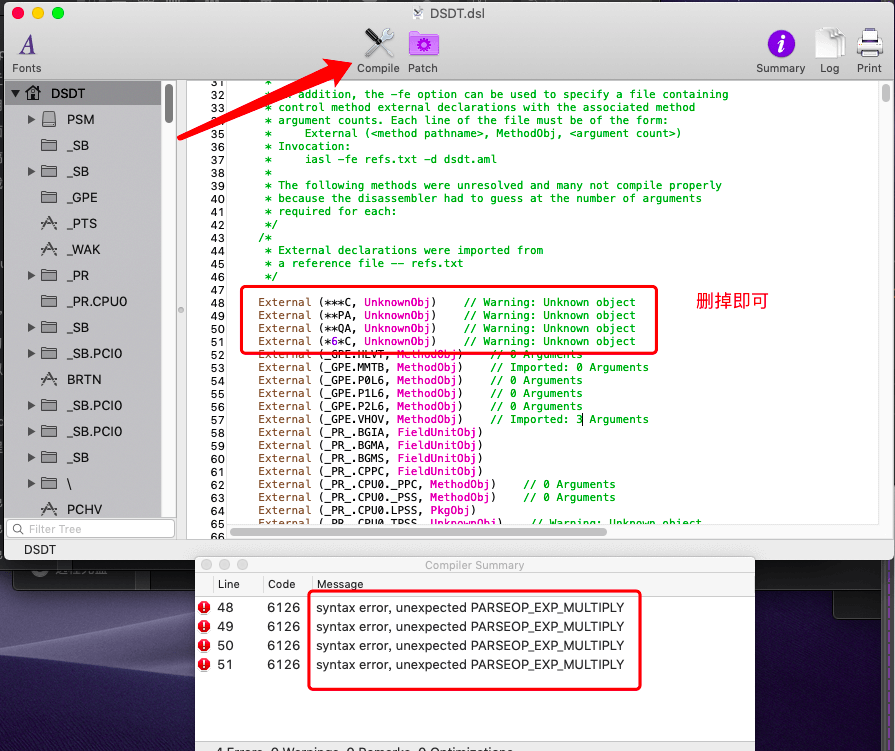 DSDT.dsl
Fonts
Compile
Patch
Summary
Log
Print
DSDT
PSM
_SB
_SB
_GPE
_PTS
_WAK
_PR
_PR.CPU0
_SB
_SB.PCI0
BRTN
_SB.PCI0
_SB.PCI0
_SB
\
PCHV
Filter Tree
DSDT
31 *
32 addition, the -fe option can be used to specify a file containing
33 * control method external declarations with the associated method
34 * argument counts. Each line of the file must be of the form:
35 * External (<method pathname>, MethodObj, <argument count>)
36 * Invocation:
37 * iasl -fe refs.txt -d dsdt.aml
38 *
39 * The following methods were unresolved and many not compile properly
40 * because the disassembler had to guess at the number of arguments
41 * required for each:
42 */
43 /*
44 * External declarations were imported from
45 * a reference file -- refs.txt
46 */
47
48 External (***C, UnknownObj) // Warning: Unknown object
49 External (**PA, UnknownObj) // Warning: Unknown object
50 External (**QA, UnknownObj) // Warning: Unknown object
51 External (*6*C, UnknownObj) // Warning: Unknown object
删掉即可
52 External (_GPE.HLVT, MethodObj) // 0 Arguments
53 External (_GPE.MMTB, MethodObj) // Imported: 0 Arguments
54 External (_GPE.P0L6, MethodObj) // 0 Arguments
55 External (_GPE.P1L6, MethodObj) // 0 Arguments
56 External (_GPE.P2L6, MethodObj) // 0 Arguments
57 External (_GPE.VHOV, MethodObj) // Imported: 3 Arguments
58 External (_PR_.BGIA, FieldUnitObj)
59 External (_PR_.BGMA, FieldUnitObj)
60 External (_PR_.BGMS, FieldUnitObj)
61 External (_PR_.CPPC, FieldUnitObj)
62 External (_PR_.CPU0._PPC, MethodObj) // 0 Arguments
63 External (_PR_.CPU0._PSS, MethodObj) // 0 Arguments
64 External (_PR_.CPU0.LPSS, PkgObj)
65 External (_PR_.CPU0.TPSS, UnknownObj) // Warning: Unknown object
66
Compiler Summary
Line Code Message
48 6126 syntax error, unexpected PARSEOP_EXP_MULTIPLY
49 6126 syntax error, unexpected PARSEOP_EXP_MULTIPLY
50 6126 syntax error, unexpected PARSEOP_EXP_MULTIPLY
51 6126 syntax error, unexpected PARSEOP_EXP_MULTIPLY
4 Errors, 0 Warnings, 0 Remarks, 0 Optimizations